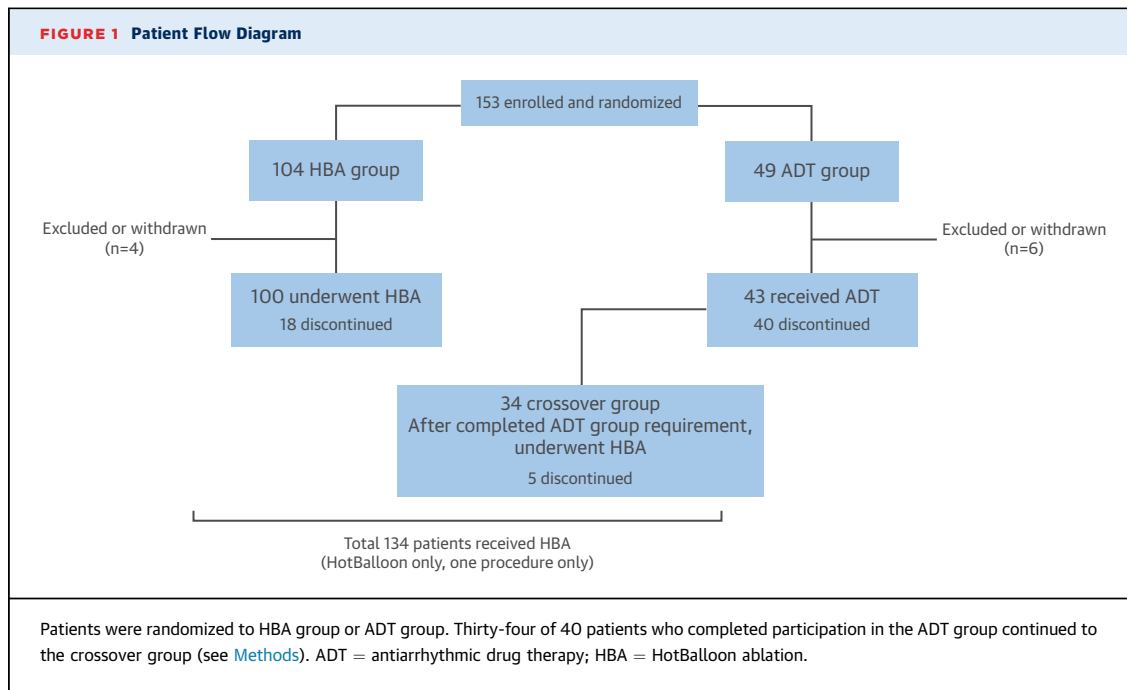 FIGURE 1 Patient Flow Diagram
153 enrolled and randomized
104 HBA group
49 ADT group
Excluded or withdrawn
(n=4)
Excluded or withdrawn
(n=6)
100 underwent HBA
18 discontinued
43 received ADT
40 discontinued
34 crossover group
After completed ADT group requirement,
underwent HBA
5 discontinued
Total 134 patients received HBA
(HotBalloon only, one procedure only)
Patients were randomized to HBA group or ADT group. Thirty-four of 40 patients who completed participation in the ADT group continued to
the crossover group (see Methods). ADT = antiarrhythmic drug therapy; HBA = HotBalloon ablation.